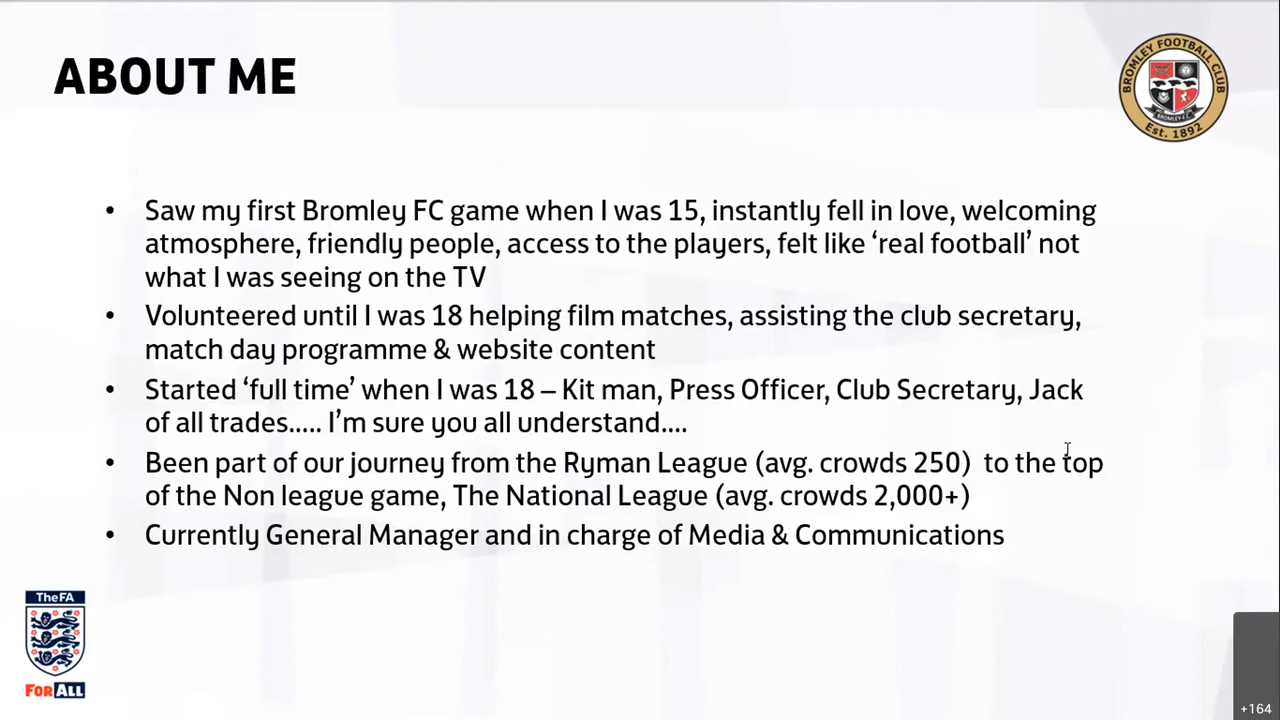 ABOUT ME
BROMLEY FOOTBALL CLUB
BROMLEY-F.C.
Est. 1892
• Saw my first Bromley FC game when I was 15, instantly fell in love, welcoming
atmosphere, friendly people, access to the players, felt like ‘real football’ not
what I was seeing on the TV
• Volunteered until I was 18 helping film matches, assisting the club secretary,
match day programme & website content
• Started ‘full time’ when I was 18 – Kit man, Press Officer, Club Secretary, Jack
of all trades..... I’m sure you all understand....
• Been part of our journey from the Ryman League (avg. crowds 250)  to the top
of the Non league game, The National League (avg. crowds 2,000+)
• Currently General Manager and in charge of Media & Communications
The FA
FOR ALL
+164